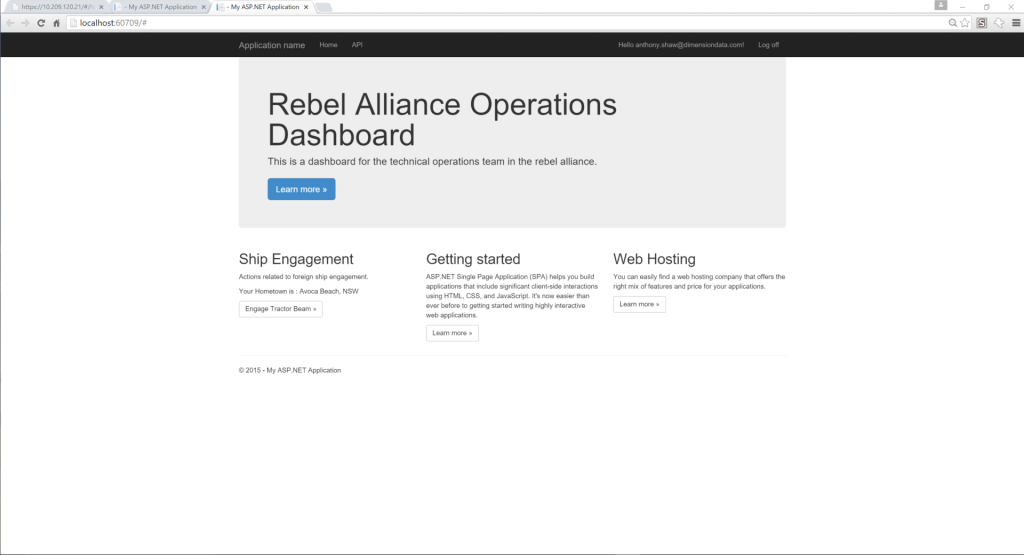 https://10.209.120.21/#/
- My ASP.NET Application
- My ASP.NET Application
localhost:60709/#
Application name Home API Hello anthony.shaw@dimensiondata.com! Log off
Rebel Alliance Operations
Dashboard
This is a dashboard for the technical operations team in the rebel alliance.
Learn more »
Ship Engagement
Actions related to foreign ship engagement.
Your Hometown is : Avoca Beach, NSW
Engage Tractor Beam »
Getting started
ASP.NET Single Page Application (SPA) helps you build
applications that include significant client-side interactions
using HTML, CSS, and JavaScript. It's now easier than
ever before to getting started writing highly interactive
web applications.
Learn more »
Web Hosting
You can easily find a web hosting company that offers the
right mix of features and price for your applications.
Learn more »
© 2015 - My ASP.NET Application